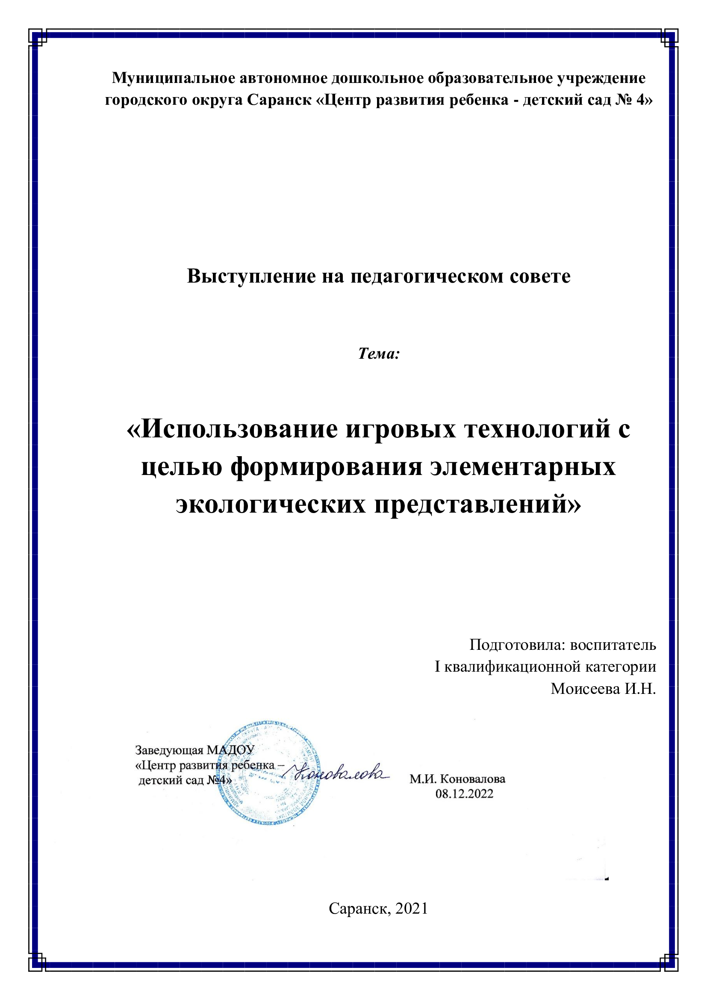 Муниципальное автономное дошкольное образовательное учреждение
городского округа Саранск «Центр развития ребенка - детский сад № 4»
Выступление на педагогическом совете
Тема:
«Использование игровых технологий с
целью формирования элементарных
экологических представлений»
Подготовила: воспитатель
I квалификационной категории
Моисеева И.Н.
Заведующая МАДОУ
«Центр развития ребенка –
детский сад №4»
Коновалова
М.И. Коновалова
08.12.2022
Саранск, 2021